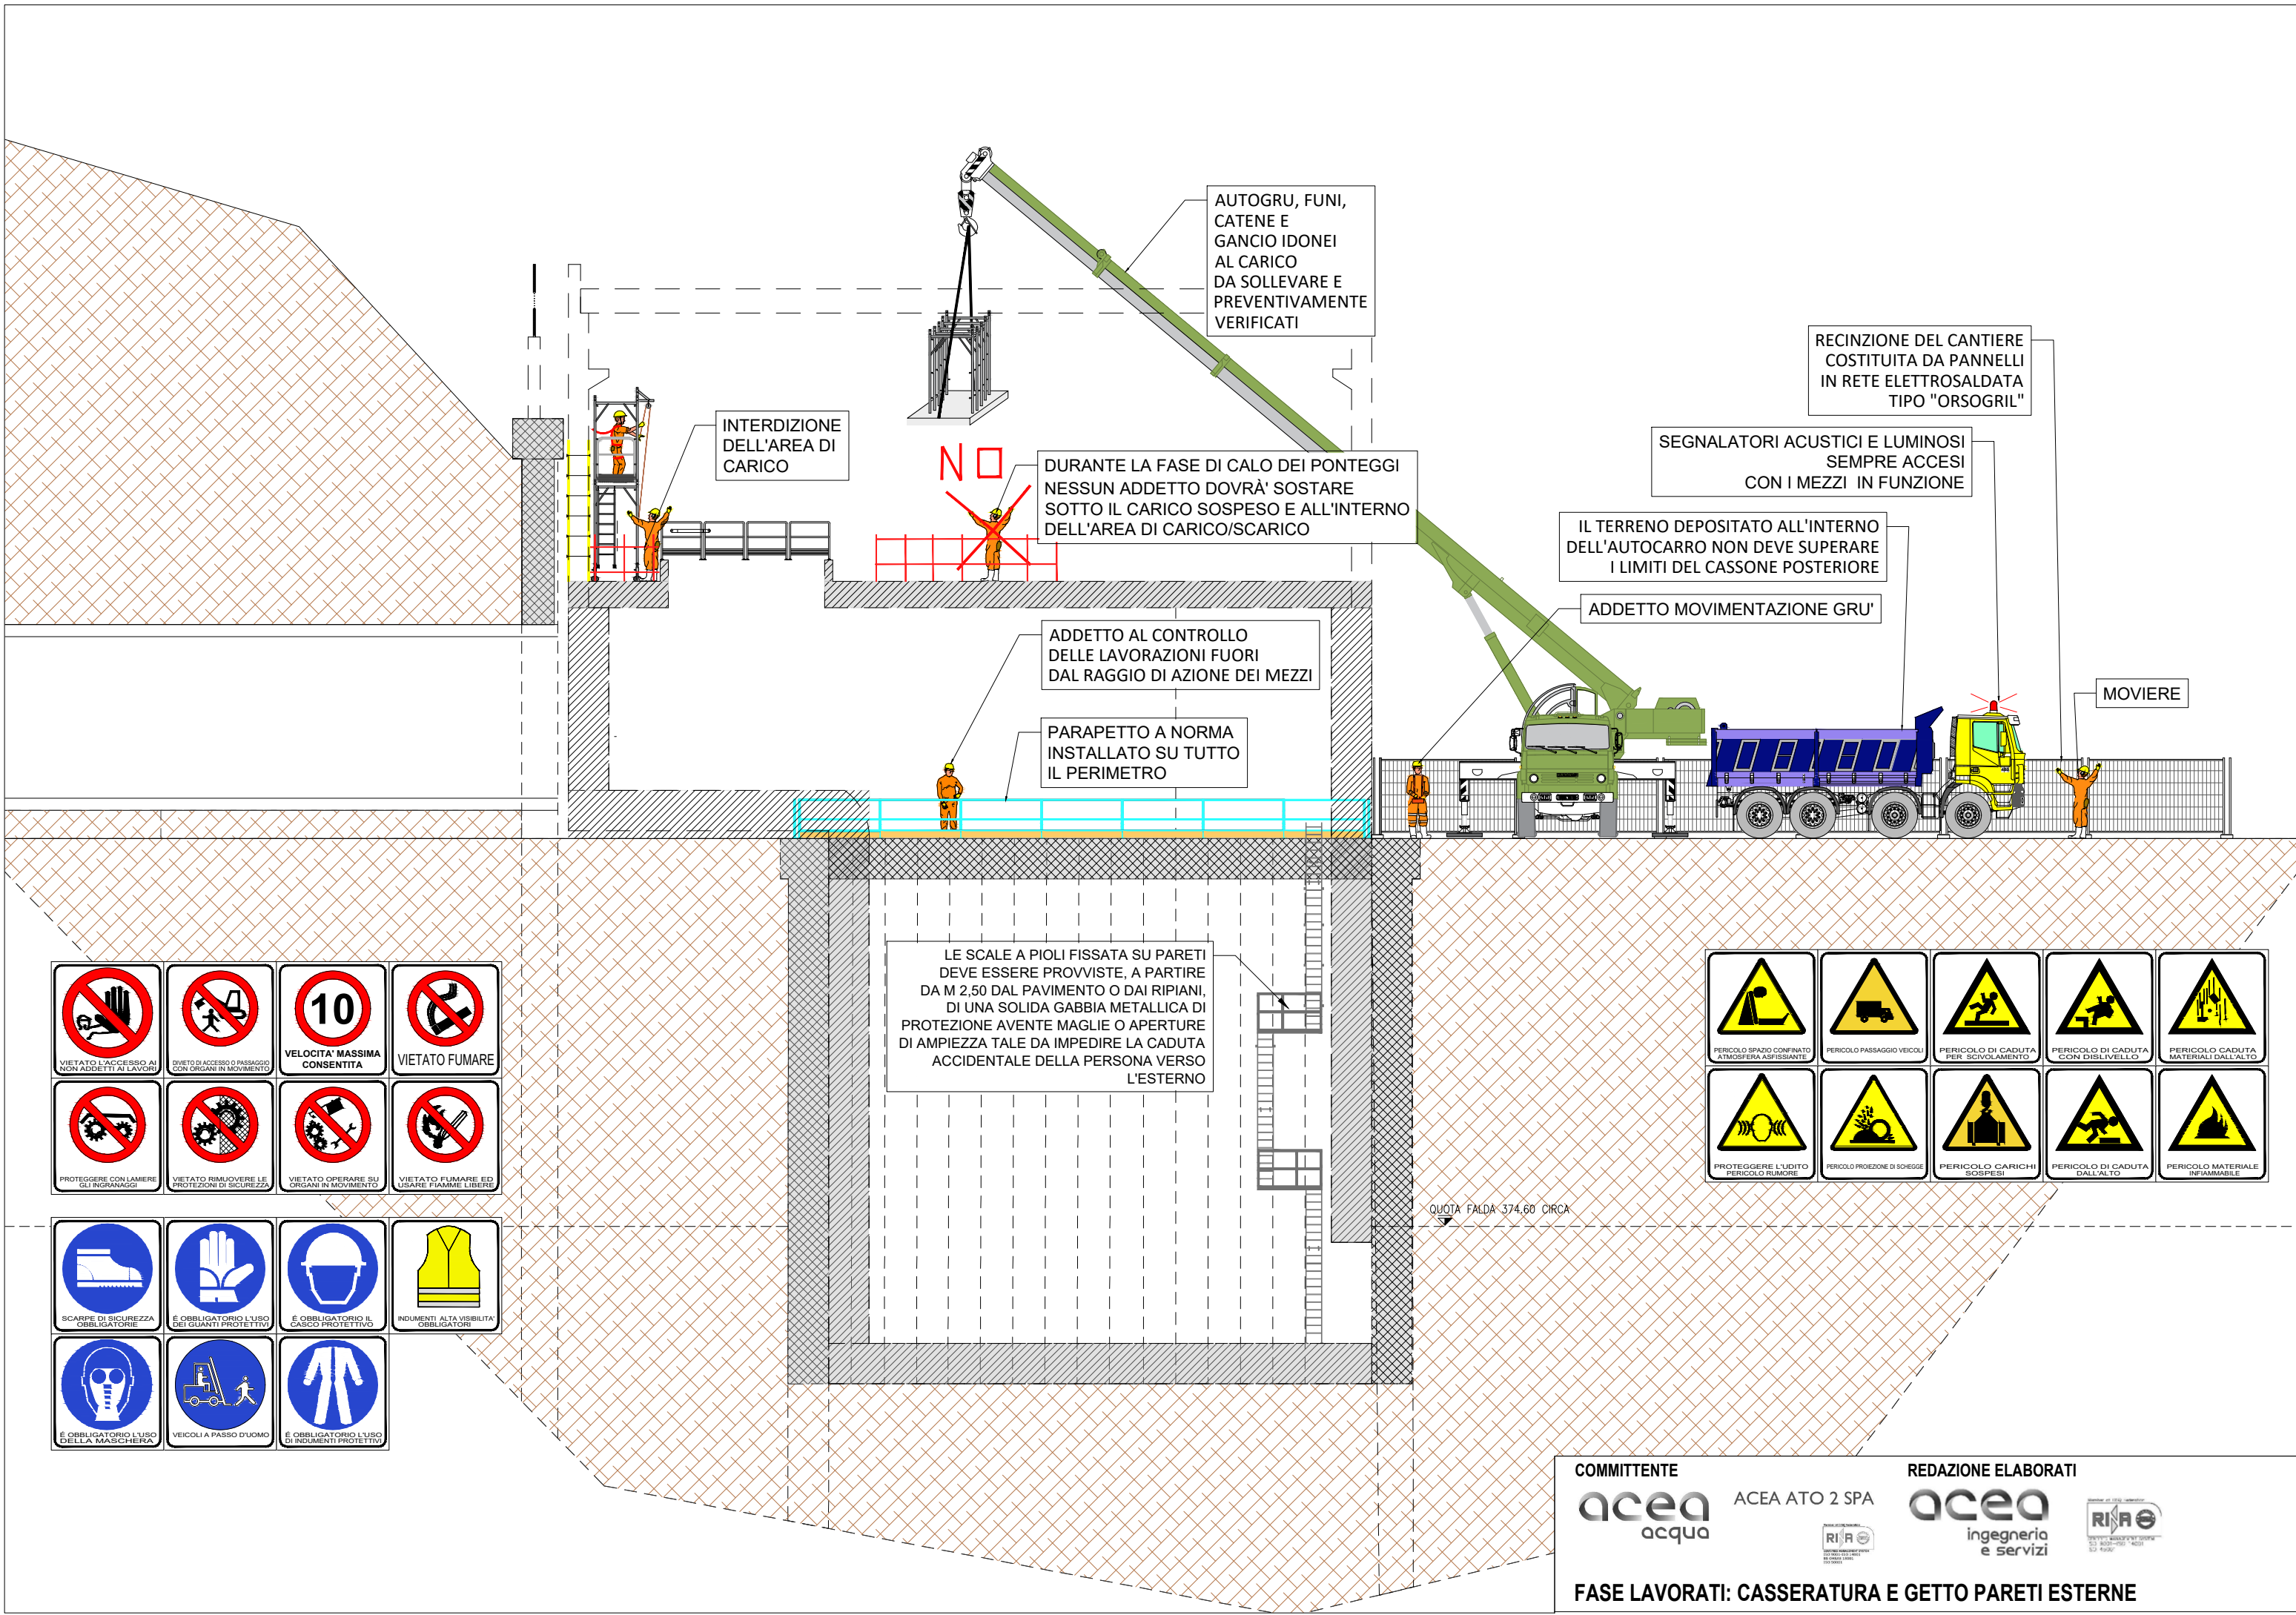 AUTOGRU, FUNI,
CATENE E
GANCIO IDONEI
AL CARICO
DA SOLLEVARE E
PREVENTIVAMENTE
VERIFICATI
RECINZIONE DEL CANTIERE
COSTITUITA DA PANNELLI
IN RETE ELETTROSALDATA
TIPO "ORSOGRIL"
INTERDIZIONE
DELL'AREA DI
CARICO
NO
DURANTE LA FASE DI CALO DEI PONTEGGI
NESSUN ADDETTO DOVRÀ' SOSTARE
SOTTO IL CARICO SOSPESO E ALL'INTERNO
DELL'AREA DI CARICO/SCARICO
SEGNALATORI ACUSTICI E LUMINOSI
SEMPRE ACCESI
CON I MEZZI IN FUNZIONE
IL TERRENO DEPOSITATO ALL'INTERNO
DELL'AUTOCARRO NON DEVE SUPERARE
I LIMITI DEL CASSONE POSTERIORE
ADDETTO MOVIMENTAZIONE GRU'
ADDETTO AL CONTROLLO
DELLE LAVORAZIONI FUORI
DAL RAGGIO DI AZIONE DEI MEZZI
MOVIERE
PARAPETTO A NORMA
INSTALLATO SU TUTTO
IL PERIMETRO
LE SCALE A PIOLI FISSATA SU PARETI
DEVE ESSERE PROVVISTE, A PARTIRE
DA M 2,50 DAL PAVIMENTO O DAI RIPIANI,
DI UNA SOLIDA GABBIA METALLICA DI
PROTEZIONE AVENTE MAGLIE O APERTURE
DI AMPIEZZA TALE DA IMPEDIRE LA CADUTA
ACCIDENTALE DELLA PERSONA VERSO
L'ESTERNO
VIETATO L'ACCESSO AI
NON ADDETTI AI LAVORI
DIVIETO DI ACCESSO O PASSAGGIO
CON ORGANI IN MOVIMENTO
10
VELOCITA' MASSIMA
CONSENTITA
VIETATO FUMARE
PROTEGGERE CON LAMIERE
GLI INGRANAGGI
VIETATO RIMUOVERE LE
PROTEZIONI DI SICUREZZA
VIETATO OPERARE SU
ORGANI IN MOVIMENTO
VIETATO FUMARE ED
USARE FIAMME LIBERE
PERICOLO SPAZIO CONFINATO
ATMOSFERA ASFISSIANTE
PERICOLO PASSAGGIO VEICOLI
PERICOLO DI CADUTA
PER SCIVOLAMENTO
PERICOLO DI CADUTA
CON DISLIVELLO
PERICOLO CADUTA
MATERIALI DALL'ALTO
PROTEGGERE L'UDITO
PERICOLO RUMORE
PERICOLO PROIEZIONE DI SCHEGGE
PERICOLO CARICHI
SOSPESI
PERICOLO DI CADUTA
DALL'ALTO
PERICOLO MATERIALE
INFIAMMABILE
QUOTA FALDA 374.60 CIRCA
SCARPE DI SICUREZZA
OBBLIGATORIE
É OBBLIGATORIO L'USO
DEI GUANTI PROTETTIVI
É OBBLIGATORIO IL
CASCO PROTETTIVO
INDUMENTI ALTA VISIBILITA'
OBBLIGATORI
É OBBLIGATORIO L'USO
DELLA MASCHERA
VEICOLI A PASSO D'UOMO
É OBBLIGATORIO L'USO
DI INDUMENTI PROTETTIVI
COMMITTENTE
acea
acqua
ACEA ATO 2 SPA
RINA
REDAZIONE ELABORATI
acea
ingegneria
e servizi
RINA
FASE LAVORATI: CASSERATURA E GETTO PARETI ESTERNE